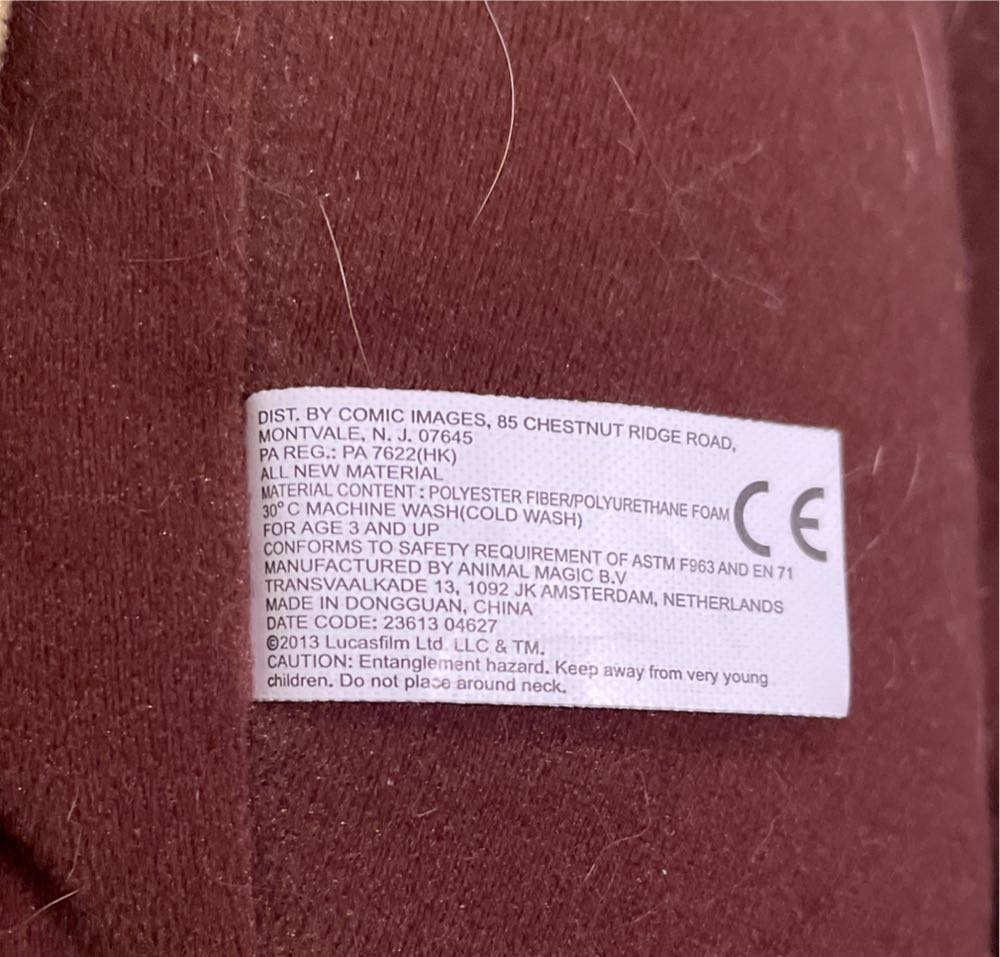 DIST. BY COMIC IMAGES, 85 CHESTNUT RIDGE ROAD,
MONTVALE, N. J. 07645
PA REG.: PA 7622(HK)
ALL NEW MATERIAL
MATERIAL CONTENT : POLYESTER FIBER/POLYURETHANE FOAM
30° C MACHINE WASH(COLD WASH)
FOR AGE 3 AND UP
CONFORMS TO SAFETY REQUIREMENT OF ASTM F963 AND EN 71
MANUFACTURED BY ANIMAL MAGIC B.V
TRANSVAALKADE 13, 1092 JK AMSTERDAM, NETHERLANDS
MADE IN DONGGUAN, CHINA
DATE CODE: 23613 04627
©2013 Lucasfilm Ltd. LLC & TM.
CAUTION: Entanglement hazard. Keep away from very young
children. Do not place around neck.
CE